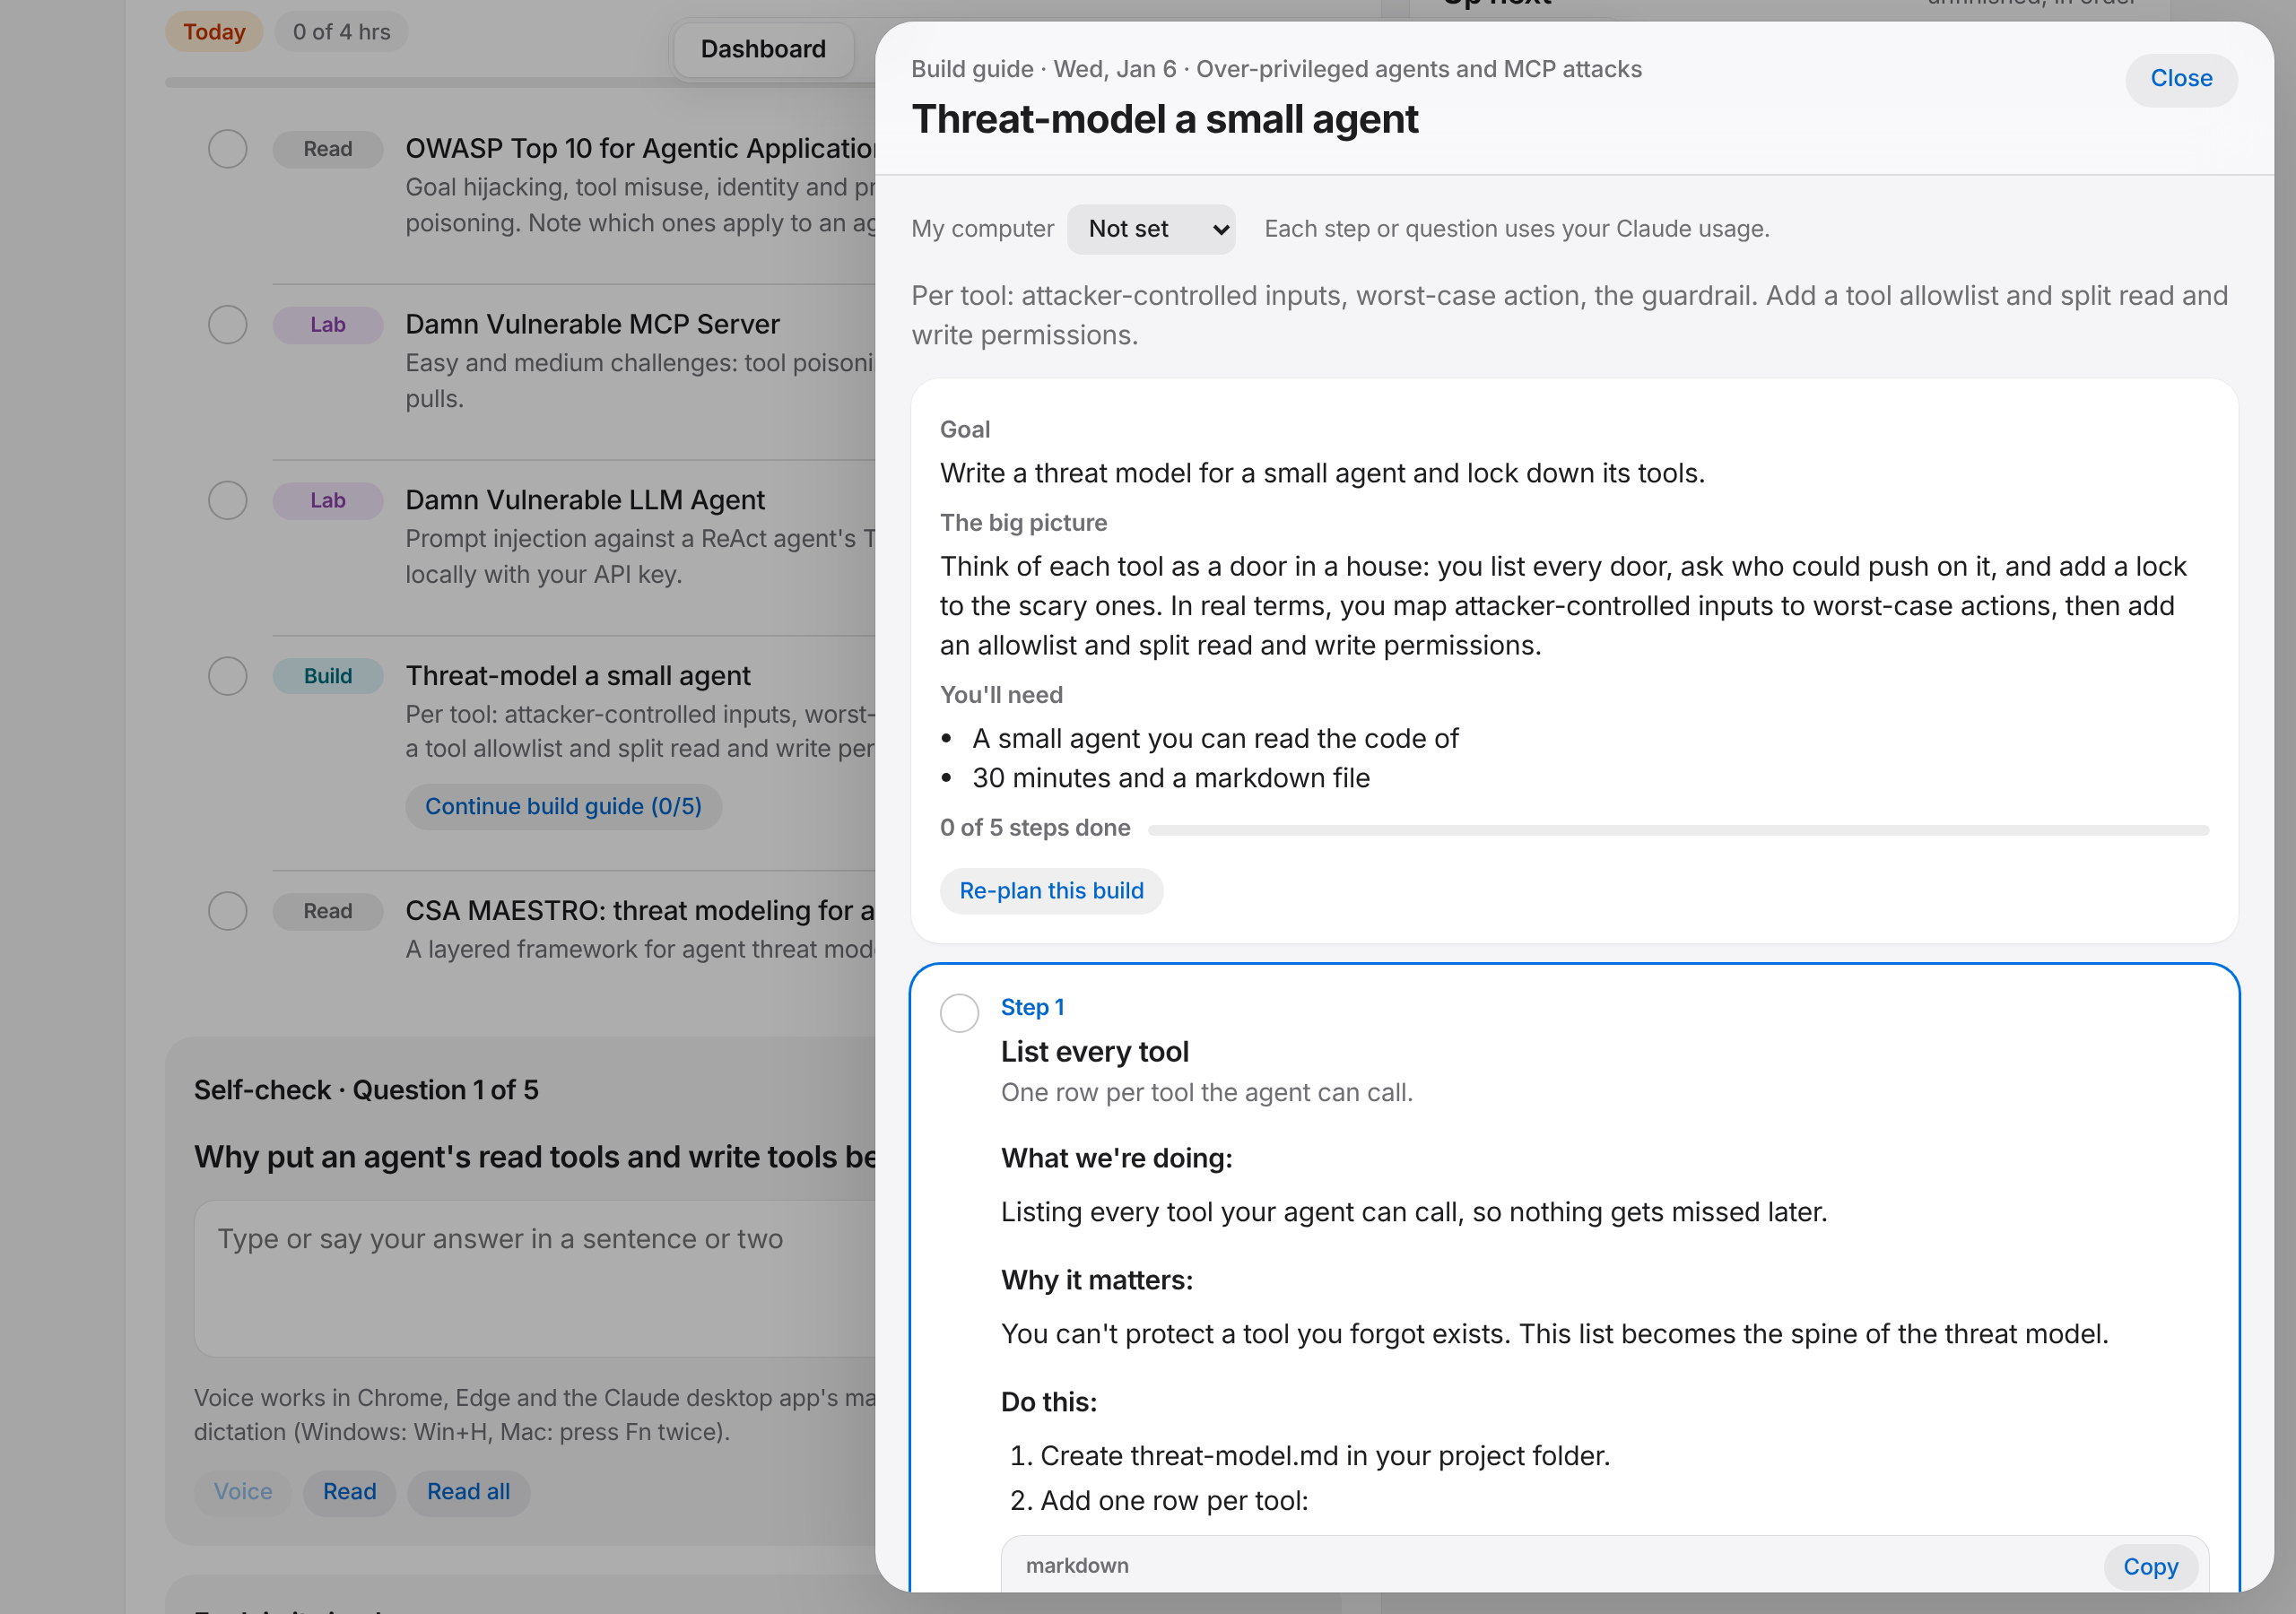 Today
0 of 4 hrs
Dashboard
Read
OWASP Top 10 for Agentic
Goal hijacking, tool misuse, identity and
poisoning. Note which ones apply to an
Lab
Damn Vulnerable MCP Server
Easy and medium challenges: tool
pulls.
Lab
Damn Vulnerable LLM Agent
Prompt injection against a ReAct agent's
locally with your API key.
Build
Threat-model a small agent
Per tool: attacker-controlled inputs,
a tool allowlist and split read and write
Continue build guide (0/5)
Read
CSA MAESTRO: threat modeling for
A layered framework for agent threat
Self-check · Question 1 of 5
Why put an agent's read tools and write tools
Type or say your answer in a sentence or two
Voice works in Chrome, Edge and the Claude desktop app's
dictation (Windows: Win+H, Mac: press Fn twice).
Voice
Read
Read all
Build guide · Wed, Jan 6 · Over-privileged agents and MCP attacks
Threat-model a small agent
Close
My computer
Not set
Each step or question uses your Claude usage.
Per tool: attacker-controlled inputs, worst-case action, the guardrail. Add a tool allowlist and split read and
write permissions.
Goal
Write a threat model for a small agent and lock down its tools.
The big picture
Think of each tool as a door in a house: you list every door, ask who could push on it, and add a lock
to the scary ones. In real terms, you map attacker-controlled inputs to worst-case actions, then add
an allowlist and split read and write permissions.
You'll need
• A small agent you can read the code of
• 30 minutes and a markdown file
0 of 5 steps done
Re-plan this build
Step 1
List every tool
One row per tool the agent can call.
What we're doing:
Listing every tool your agent can call, so nothing gets missed later.
Why it matters:
You can't protect a tool you forgot exists. This list becomes the spine of the threat model.
Do this:
1. Create threat-model.md in your project folder.
2. Add one row per tool:
markdown
Copy